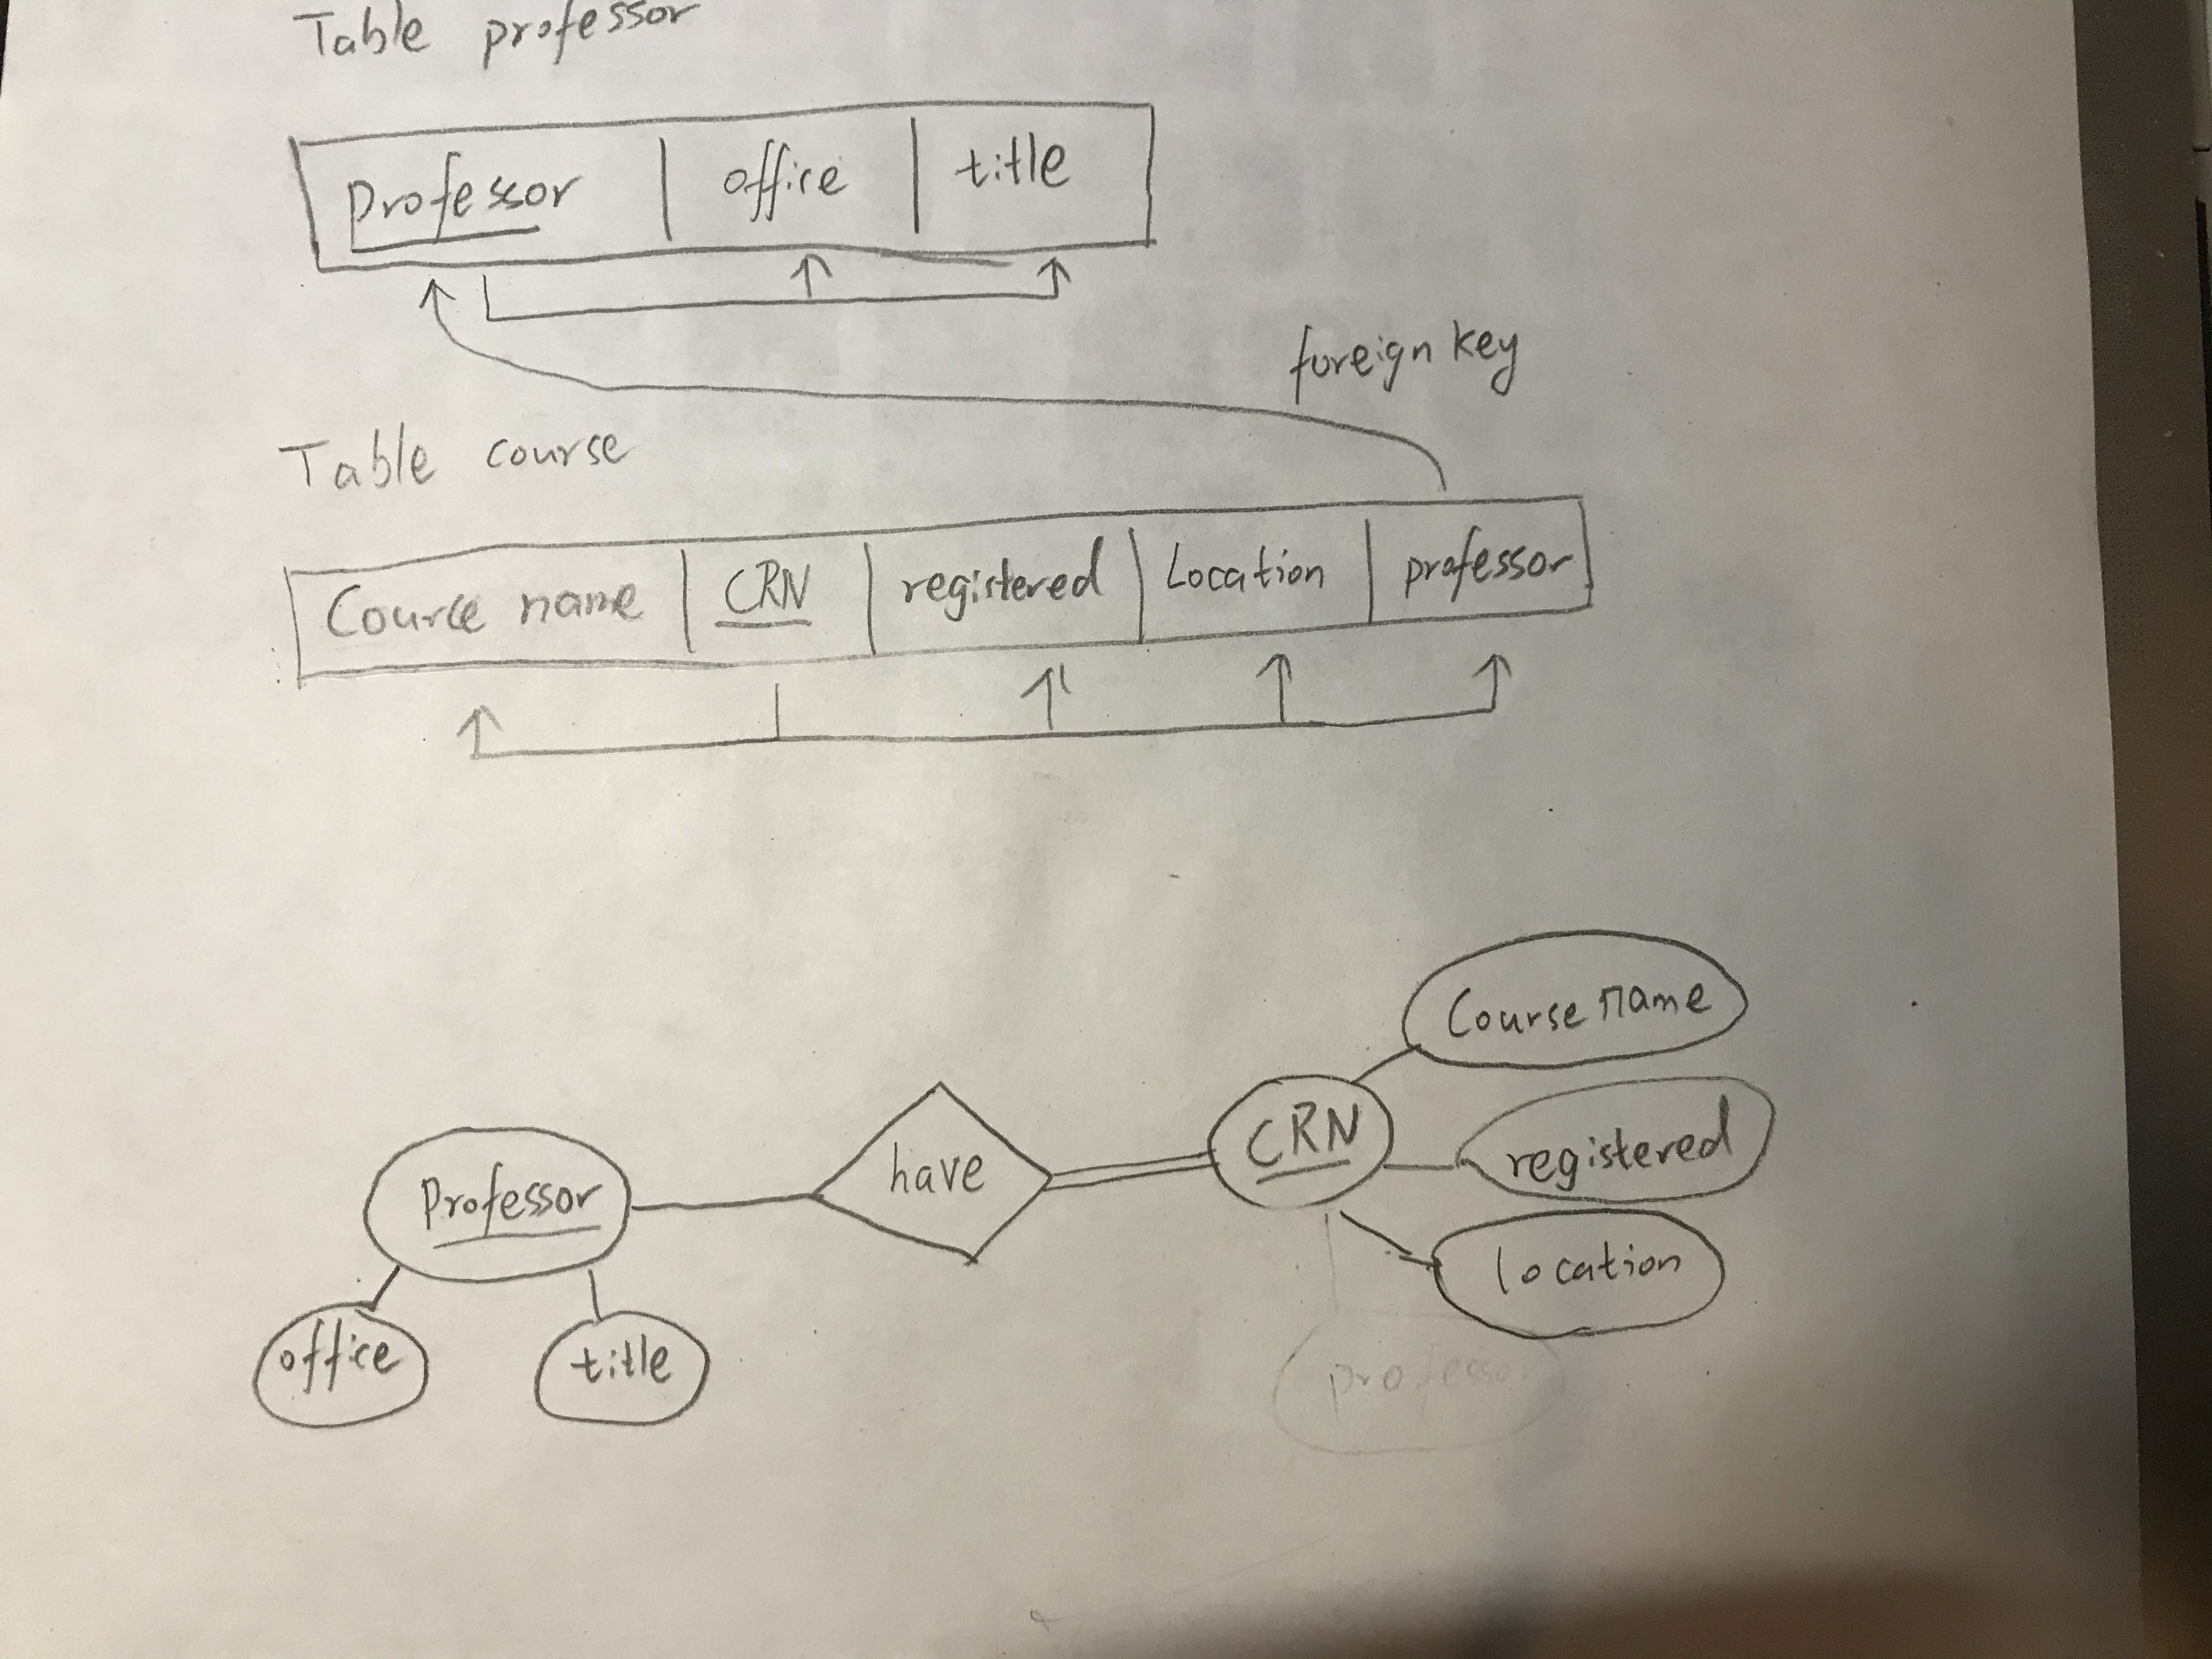 Table professor
professor office title
foreign key
Table course
Course name CRN registered Location professor
Course name
CRN
registered
have
Professor
location
office title
professor